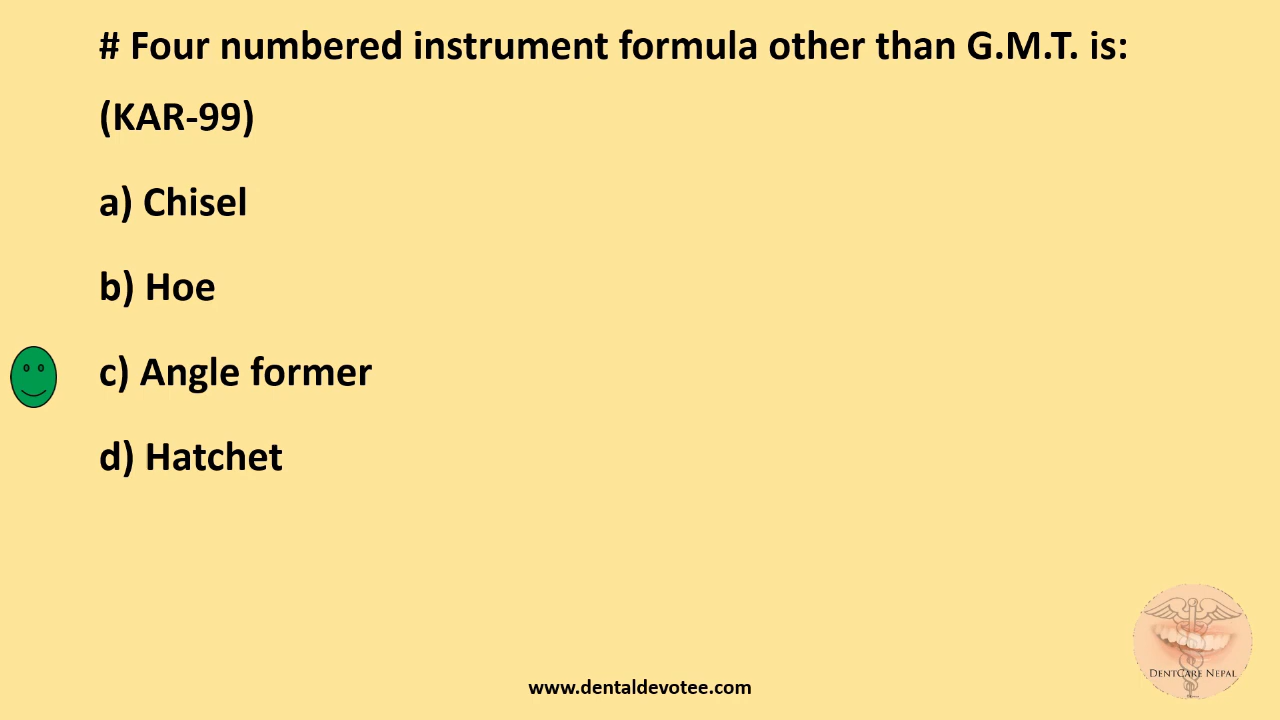 # Four numbered instrument formula other than G.M.T. is:
(KAR-99)
a) Chisel
b) Hoe
c) Angle former
d) Hatchet
DentCare Nepal
www.dentaldevotee.com